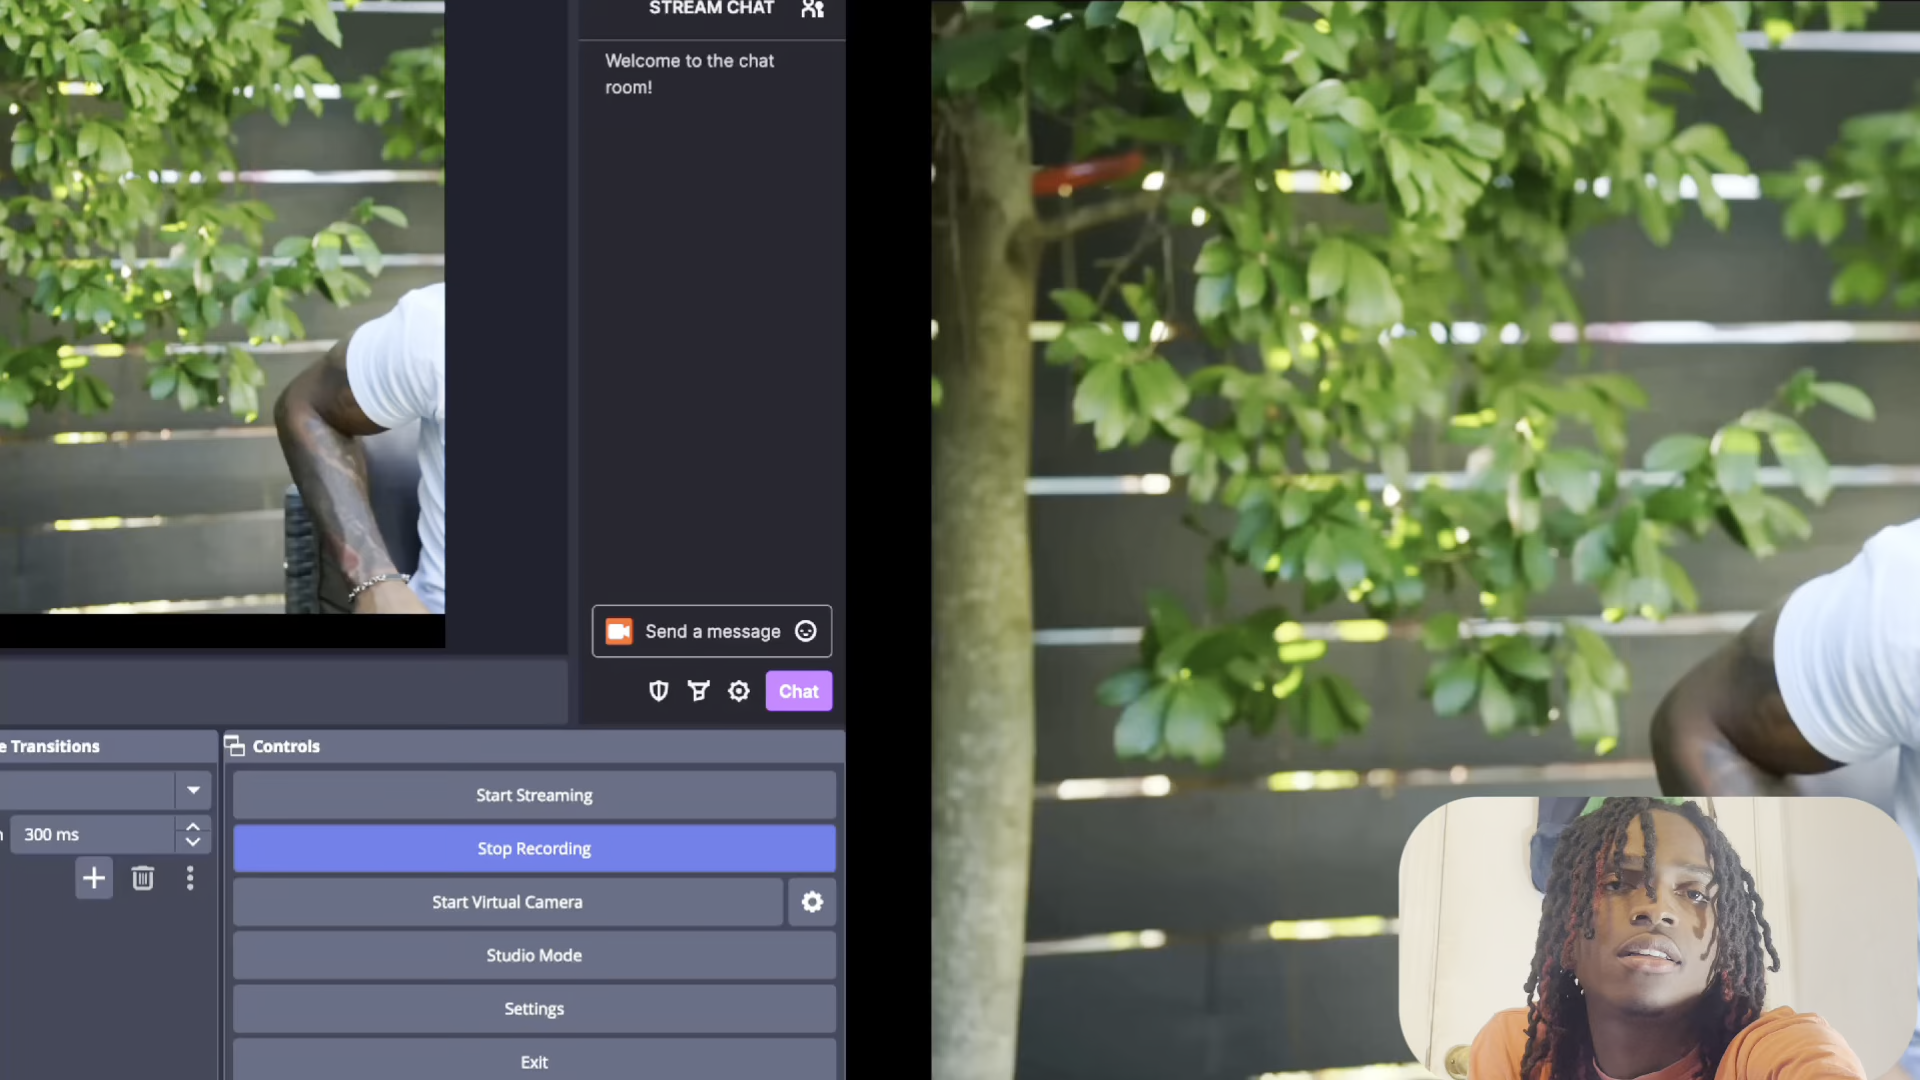 STREAM CHAT
Welcome to the chat
room!
Send a message
Chat
e Transitions
300 ms
Controls
Start Streaming
Stop Recording
Start Virtual Camera
Studio Mode
Settings
Exit